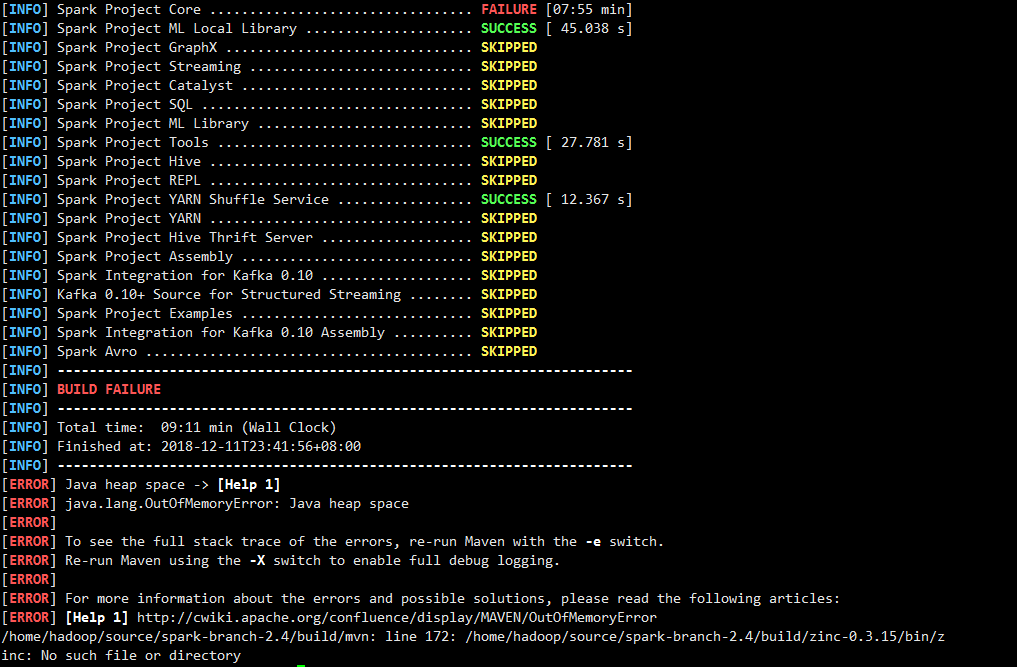 [INFO] Spark Project Core ................................. FAILURE [07:55 min]
[INFO] Spark Project ML Local Library ..................... SUCCESS [ 45.038 s]
[INFO] Spark Project GraphX ............................... SKIPPED
[INFO] Spark Project Streaming ............................ SKIPPED
[INFO] Spark Project Catalyst ............................. SKIPPED
[INFO] Spark Project SQL .................................. SKIPPED
[INFO] Spark Project ML Library ........................... SKIPPED
[INFO] Spark Project Tools ................................ SUCCESS [ 27.781 s]
[INFO] Spark Project Hive ................................. SKIPPED
[INFO] Spark Project REPL ................................. SKIPPED
[INFO] Spark Project YARN Shuffle Service ................. SUCCESS [ 12.367 s]
[INFO] Spark Project YARN ................................. SKIPPED
[INFO] Spark Project Hive Thrift Server ................... SKIPPED
[INFO] Spark Project Assembly ............................. SKIPPED
[INFO] Spark Integration for Kafka 0.10 ................... SKIPPED
[INFO] Kafka 0.10+ Source for Structured Streaming ........ SKIPPED
[INFO] Spark Project Examples ............................. SKIPPED
[INFO] Spark Integration for Kafka 0.10 Assembly .......... SKIPPED
[INFO] Spark Avro ......................................... SKIPPED
[INFO] ------------------------------------------------------------------------
[INFO] BUILD FAILURE
[INFO] ------------------------------------------------------------------------
[INFO] Total time:  09:11 min (Wall Clock)
[INFO] Finished at: 2018-12-11T23:41:56+08:00
[INFO] ------------------------------------------------------------------------
[ERROR] Java heap space -> [Help 1]
[ERROR] java.lang.OutOfMemoryError: Java heap space
[ERROR]
[ERROR] To see the full stack trace of the errors, re-run Maven with the -e switch.
[ERROR] Re-run Maven using the -X switch to enable full debug logging.
[ERROR]
[ERROR] For more information about the errors and possible solutions, please read the following articles:
[ERROR] [Help 1] http://cwiki.apache.org/confluence/display/MAVEN/OutOfMemoryError
/home/hadoop/source/spark-branch-2.4/build/mvn: line 172: /home/hadoop/source/spark-branch-2.4/build/zinc-0.3.15/bin/z
inc: No such file or directory